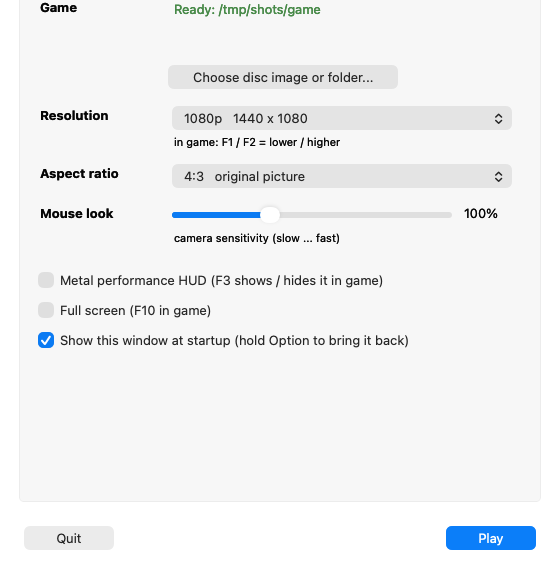 Game Ready: /tmp/shots/game
Choose disc image or folder...
Resolution 1080p 1440 x 1080
in game: F1 / F2 = lower / higher
Aspect ratio 4:3 original picture
Mouse look 100%
camera sensitivity (slow ... fast)
Metal performance HUD (F3 shows / hides it in game)
Full screen (F10 in game)
Show this window at startup (hold Option to bring it back)
Quit Play